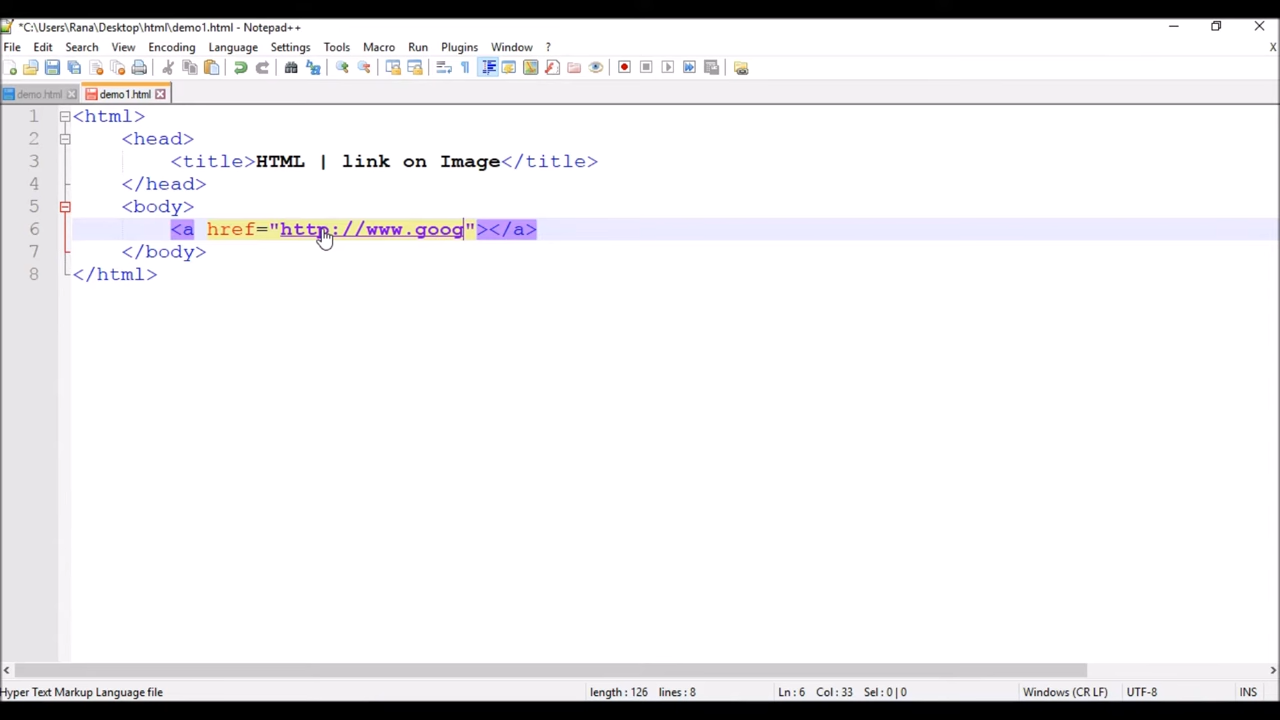 *C:\Users\Rana\Desktop\html\demo1.html - Notepad++
File Edit Search View Encoding Language Settings Tools Macro Run Plugins Window ? X
demo.html demo1.html
1 <html>
2 <head>
3 <title>HTML | link on Image</title>
4 </head>
5 <body>
6 <a href="http://www.goog"></a>
7 </body>
8 </html>
Hyper Text Markup Language file length : 126 lines : 8 Ln : 6 Col : 33 Sel : 0 | 0 Windows (CR LF) UTF-8 INS